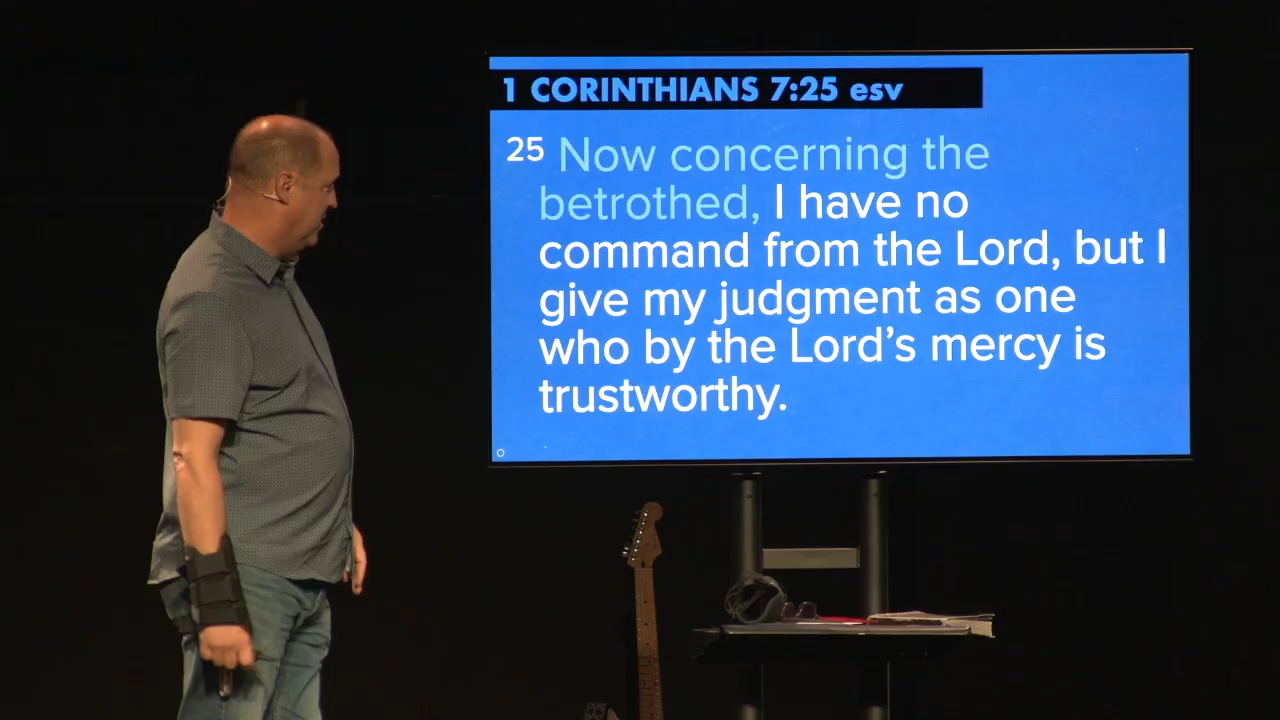 1 CORINTHIANS 7:25 esv
25 Now concerning the
betrothed, I have no
command from the Lord, but I
give my judgment as one
who by the Lord’s mercy is
trustworthy.